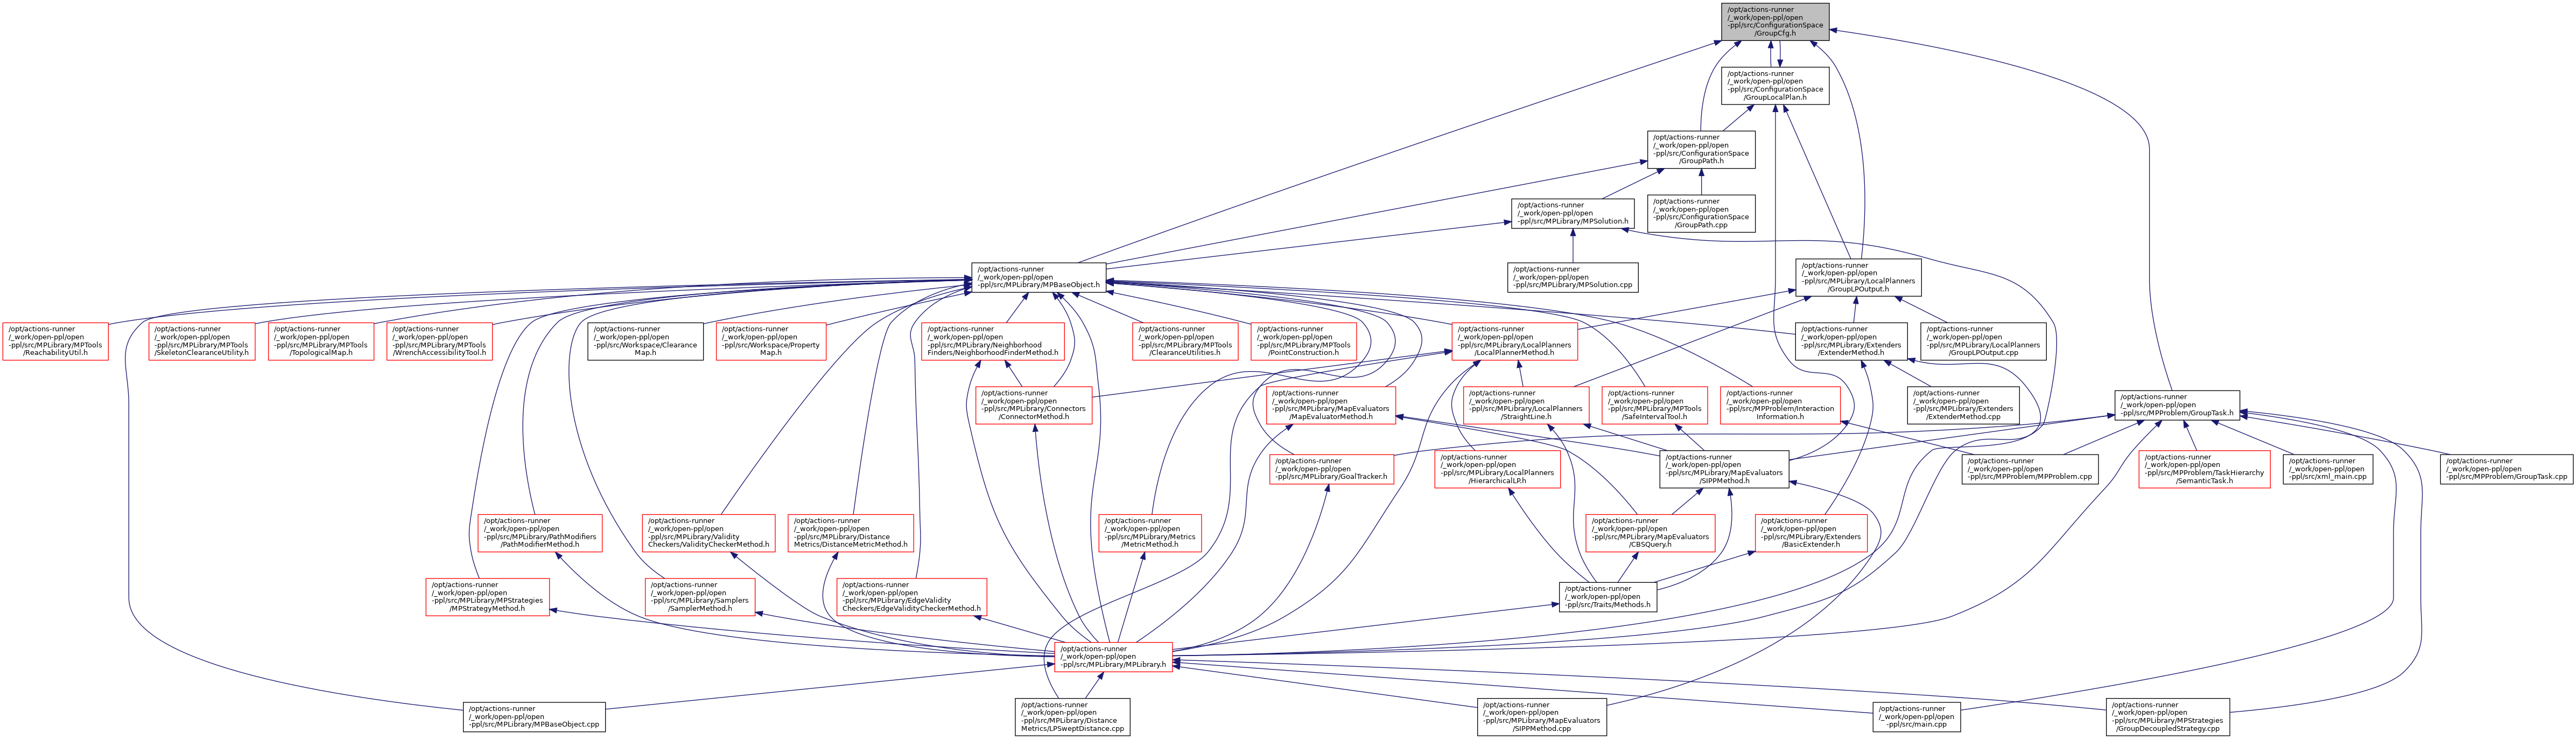 /opt/actions-runner
/_work/open-ppl/open
-ppl/src/ConfigurationSpace
/GroupCfg.h
/opt/actions-runner
/_work/open-ppl/open
-ppl/src/ConfigurationSpace
/GroupLocalPlan.h
/opt/actions-runner
/_work/open-ppl/open
-ppl/src/ConfigurationSpace
/GroupPath.h
/opt/actions-runner
/_work/open-ppl/open
-ppl/src/MPLibrary/MPSolution.h
/opt/actions-runner
/_work/open-ppl/open
-ppl/src/ConfigurationSpace
/GroupPath.cpp
/opt/actions-runner
/_work/open-ppl/open
-ppl/src/MPLibrary/MPBaseObject.h
/opt/actions-runner
/_work/open-ppl/open
-ppl/src/MPLibrary/MPSolution.cpp
/opt/actions-runner
/_work/open-ppl/open
-ppl/src/MPLibrary/LocalPlanners
/GroupLPOutput.h
/opt/actions-runner
/_work/open-ppl/open
-ppl/src/MPLibrary/MPTools
/ReachabilityUtil.h
/opt/actions-runner
/_work/open-ppl/open
-ppl/src/MPLibrary/MPTools
/SkeletonClearanceUtility.h
/opt/actions-runner
/_work/open-ppl/open
-ppl/src/MPLibrary/MPTools
/TopologicalMap.h
/opt/actions-runner
/_work/open-ppl/open
-ppl/src/MPLibrary/MPTools
/WrenchAccessibilityTool.h
/opt/actions-runner
/_work/open-ppl/open
-ppl/src/Workspace/Clearance
Map.h
/opt/actions-runner
/_work/open-ppl/open
-ppl/src/Workspace/Property
Map.h
/opt/actions-runner
/_work/open-ppl/open
-ppl/src/MPLibrary/Neighborhood
Finders/NeighborhoodFinderMethod.h
/opt/actions-runner
/_work/open-ppl/open
-ppl/src/MPLibrary/MPTools
/ClearanceUtilities.h
/opt/actions-runner
/_work/open-ppl/open
-ppl/src/MPLibrary/MPTools
/PointConstruction.h
/opt/actions-runner
/_work/open-ppl/open
-ppl/src/MPLibrary/LocalPlanners
/LocalPlannerMethod.h
/opt/actions-runner
/_work/open-ppl/open
-ppl/src/MPLibrary/Extenders
/ExtenderMethod.h
/opt/actions-runner
/_work/open-ppl/open
-ppl/src/MPLibrary/LocalPlanners
/GroupLPOutput.cpp
/opt/actions-runner
/_work/open-ppl/open
-ppl/src/MPLibrary/Connectors
/ConnectorMethod.h
/opt/actions-runner
/_work/open-ppl/open
-ppl/src/MPLibrary/MapEvaluators
/MapEvaluatorMethod.h
/opt/actions-runner
/_work/open-ppl/open
-ppl/src/MPLibrary/LocalPlanners
/StraightLine.h
/opt/actions-runner
/_work/open-ppl/open
-ppl/src/MPLibrary/MPTools
/SafeIntervalTool.h
/opt/actions-runner
/_work/open-ppl/open
-ppl/src/MPProblem/Interaction
Information.h
/opt/actions-runner
/_work/open-ppl/open
-ppl/src/MPLibrary/Extenders
/ExtenderMethod.cpp
/opt/actions-runner
/_work/open-ppl/open
-ppl/src/MPProblem/GroupTask.h
/opt/actions-runner
/_work/open-ppl/open
-ppl/src/MPLibrary/GoalTracker.h
/opt/actions-runner
/_work/open-ppl/open
-ppl/src/MPLibrary/LocalPlanners
/HierarchicalLP.h
/opt/actions-runner
/_work/open-ppl/open
-ppl/src/MPLibrary/MapEvaluators
/SIPPMethod.h
/opt/actions-runner
/_work/open-ppl/open
-ppl/src/MPProblem/MPProblem.cpp
/opt/actions-runner
/_work/open-ppl/open
-ppl/src/MPProblem/TaskHierarchy
/SemanticTask.h
/opt/actions-runner
/_work/open-ppl/open
-ppl/src/xml_main.cpp
/opt/actions-runner
/_work/open-ppl/open
-ppl/src/MPProblem/GroupTask.cpp
/opt/actions-runner
/_work/open-ppl/open
-ppl/src/MPLibrary/PathModifiers
/PathModifierMethod.h
/opt/actions-runner
/_work/open-ppl/open
-ppl/src/MPLibrary/Validity
Checkers/ValidityCheckerMethod.h
/opt/actions-runner
/_work/open-ppl/open
-ppl/src/MPLibrary/Distance
Metrics/DistanceMetricMethod.h
/opt/actions-runner
/_work/open-ppl/open
-ppl/src/MPLibrary/Metrics
/MetricMethod.h
/opt/actions-runner
/_work/open-ppl/open
-ppl/src/MPLibrary/MapEvaluators
/CBSQuery.h
/opt/actions-runner
/_work/open-ppl/open
-ppl/src/MPLibrary/Extenders
/BasicExtender.h
/opt/actions-runner
/_work/open-ppl/open
-ppl/src/MPLibrary/MPStrategies
/MPStrategyMethod.h
/opt/actions-runner
/_work/open-ppl/open
-ppl/src/MPLibrary/Samplers
/SamplerMethod.h
/opt/actions-runner
/_work/open-ppl/open
-ppl/src/MPLibrary/EdgeValidity
Checkers/EdgeValidityCheckerMethod.h
/opt/actions-runner
/_work/open-ppl/open
-ppl/src/Traits/Methods.h
/opt/actions-runner
/_work/open-ppl/open
-ppl/src/MPLibrary/MPLibrary.h
/opt/actions-runner
/_work/open-ppl/open
-ppl/src/MPLibrary/MPBaseObject.cpp
/opt/actions-runner
/_work/open-ppl/open
-ppl/src/MPLibrary/Distance
Metrics/LPSweptDistance.cpp
/opt/actions-runner
/_work/open-ppl/open
-ppl/src/MPLibrary/MapEvaluators
/SIPPMethod.cpp
/opt/actions-runner
/_work/open-ppl/open
-ppl/src/main.cpp
/opt/actions-runner
/_work/open-ppl/open
-ppl/src/MPLibrary/MPStrategies
/GroupDecoupledStrategy.cpp